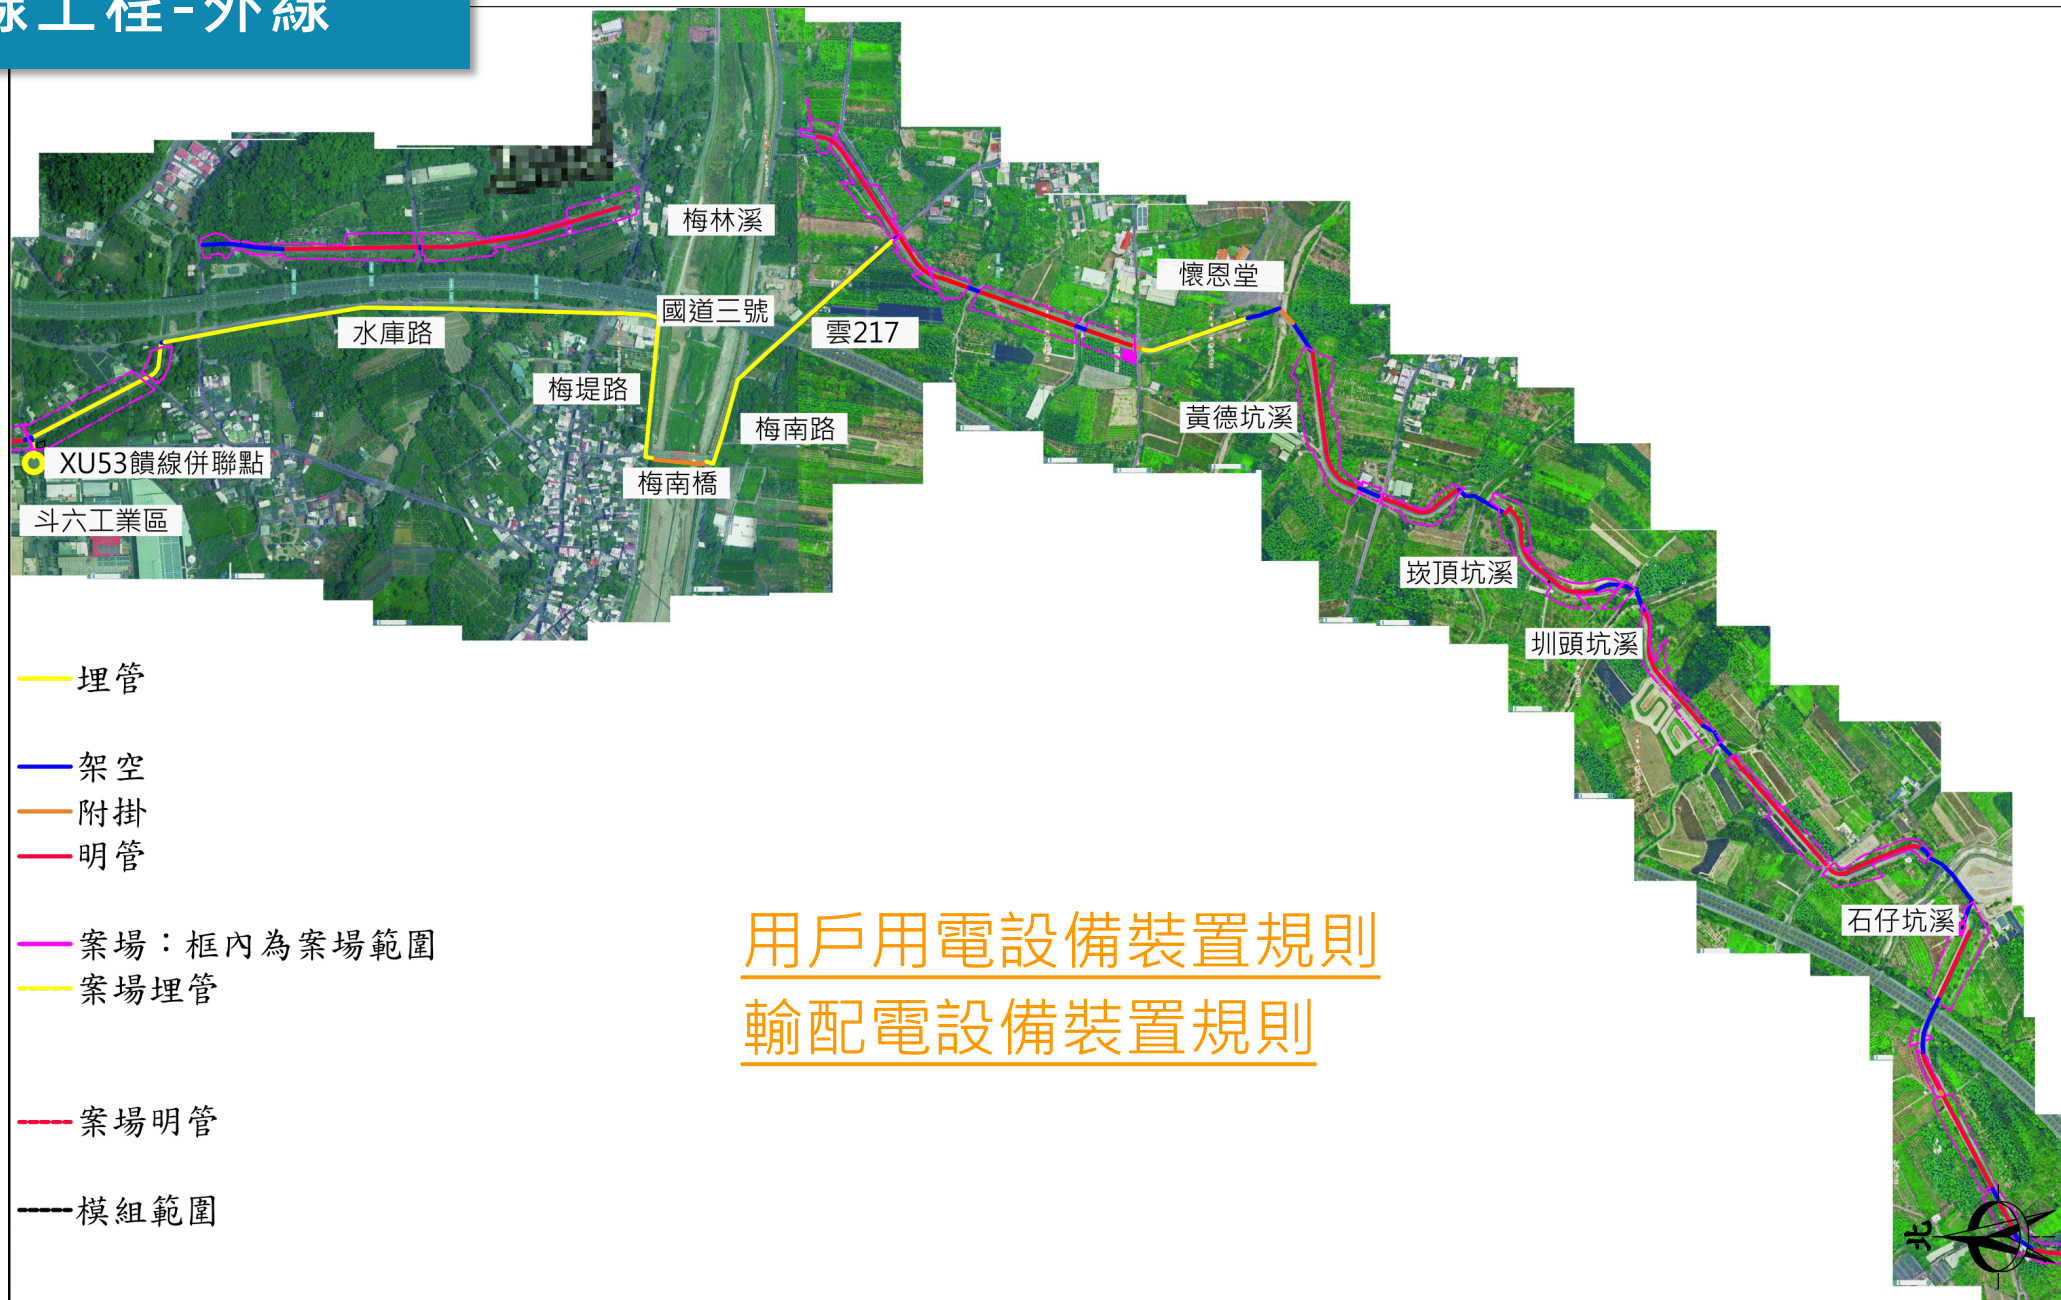 線工程-外線
梅林溪
懷恩堂
國道三號
水庫路
雲217
梅堤路
梅南路
黃德坑溪
XU53饋線併聯點
梅南橋
斗六工業區
崁頂坑溪
圳頭坑溪
埋管
架空
附掛
明管
石仔坑溪
案場：框內為案場範圍
案場埋管
用戶用電設備裝置規則
輸配電設備裝置規則
案場明管
模組範圍
北